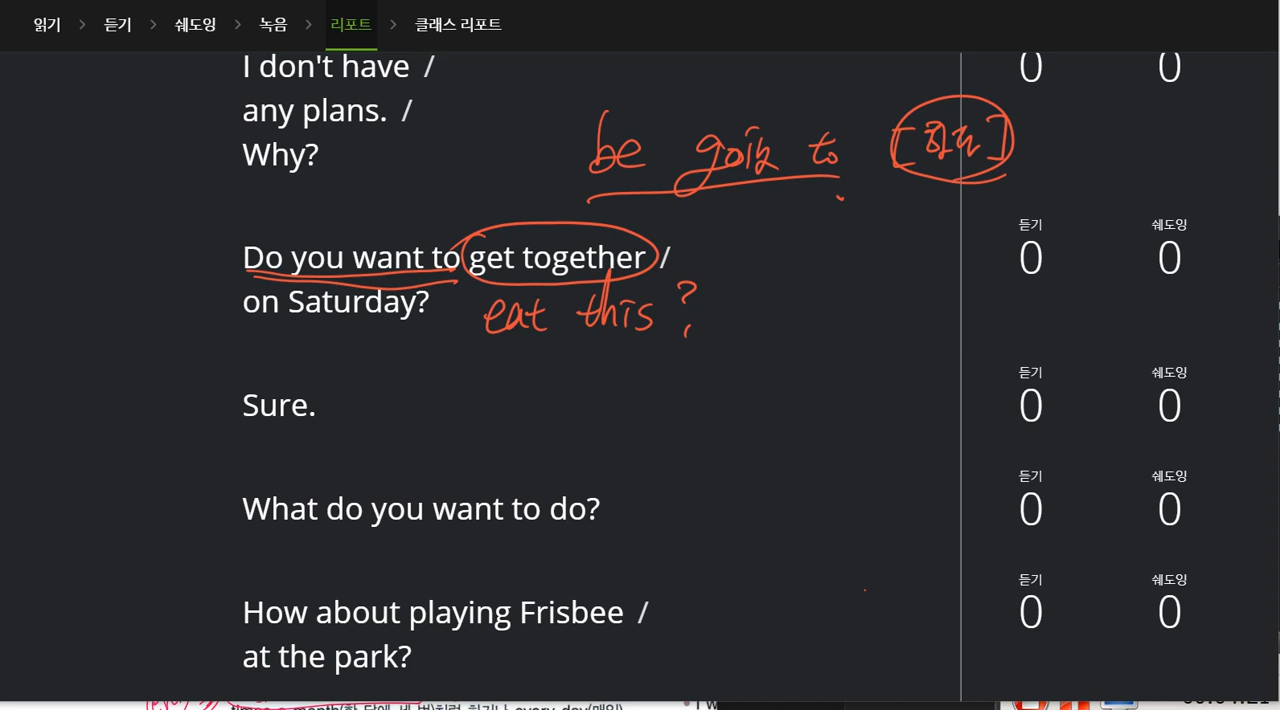 읽기 > 듣기 > 쉐도잉 > 녹음 > 리포트 > 클래스 리포트
I don't have /
any plans. /
Why?
0 0
be going to
Do you want to get together /
on Saturday?
eat this?
듣기 쉐도잉
0 0
Sure.
듣기 쉐도잉
0 0
What do you want to do?
듣기 쉐도잉
0 0
How about playing Frisbee /
at the park?
듣기 쉐도잉
0 0